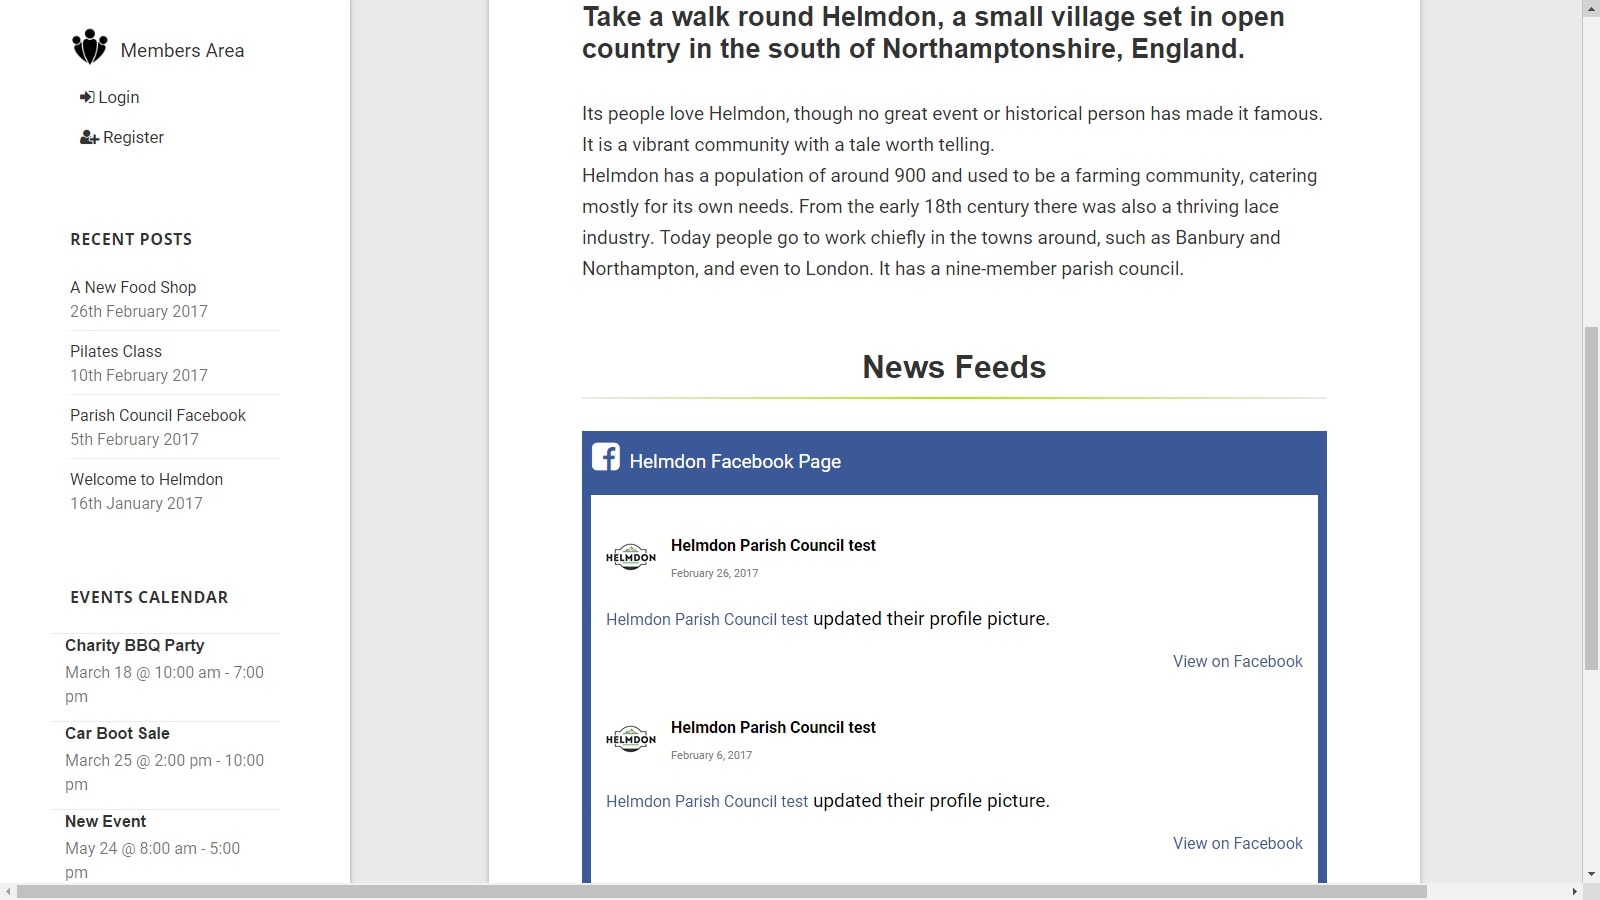 Members Area
Login
Register
RECENT POSTS
A New Food Shop
26th February 2017
Pilates Class
10th February 2017
Parish Council Facebook
5th February 2017
Welcome to Helmdon
16th January 2017
EVENTS CALENDAR
Charity BBQ Party
March 18 @ 10:00 am - 7:00
pm
Car Boot Sale
March 25 @ 2:00 pm - 10:00
pm
New Event
May 24 @ 8:00 am - 5:00
pm
Take a walk round Helmdon, a small village set in open
country in the south of Northamptonshire, England.
Its people love Helmdon, though no great event or historical person has made it famous.
It is a vibrant community with a tale worth telling.
Helmdon has a population of around 900 and used to be a farming community, catering
mostly for its own needs. From the early 18th century there was also a thriving lace
industry. Today people go to work chiefly in the towns around, such as Banbury and
Northampton, and even to London. It has a nine-member parish council.
News Feeds
Helmdon Facebook Page
HELMDON
Helmdon Parish Council test
February 26, 2017
Helmdon Parish Council test updated their profile picture.
View on Facebook
HELMDON
Helmdon Parish Council test
February 6, 2017
Helmdon Parish Council test updated their profile picture.
View on Facebook